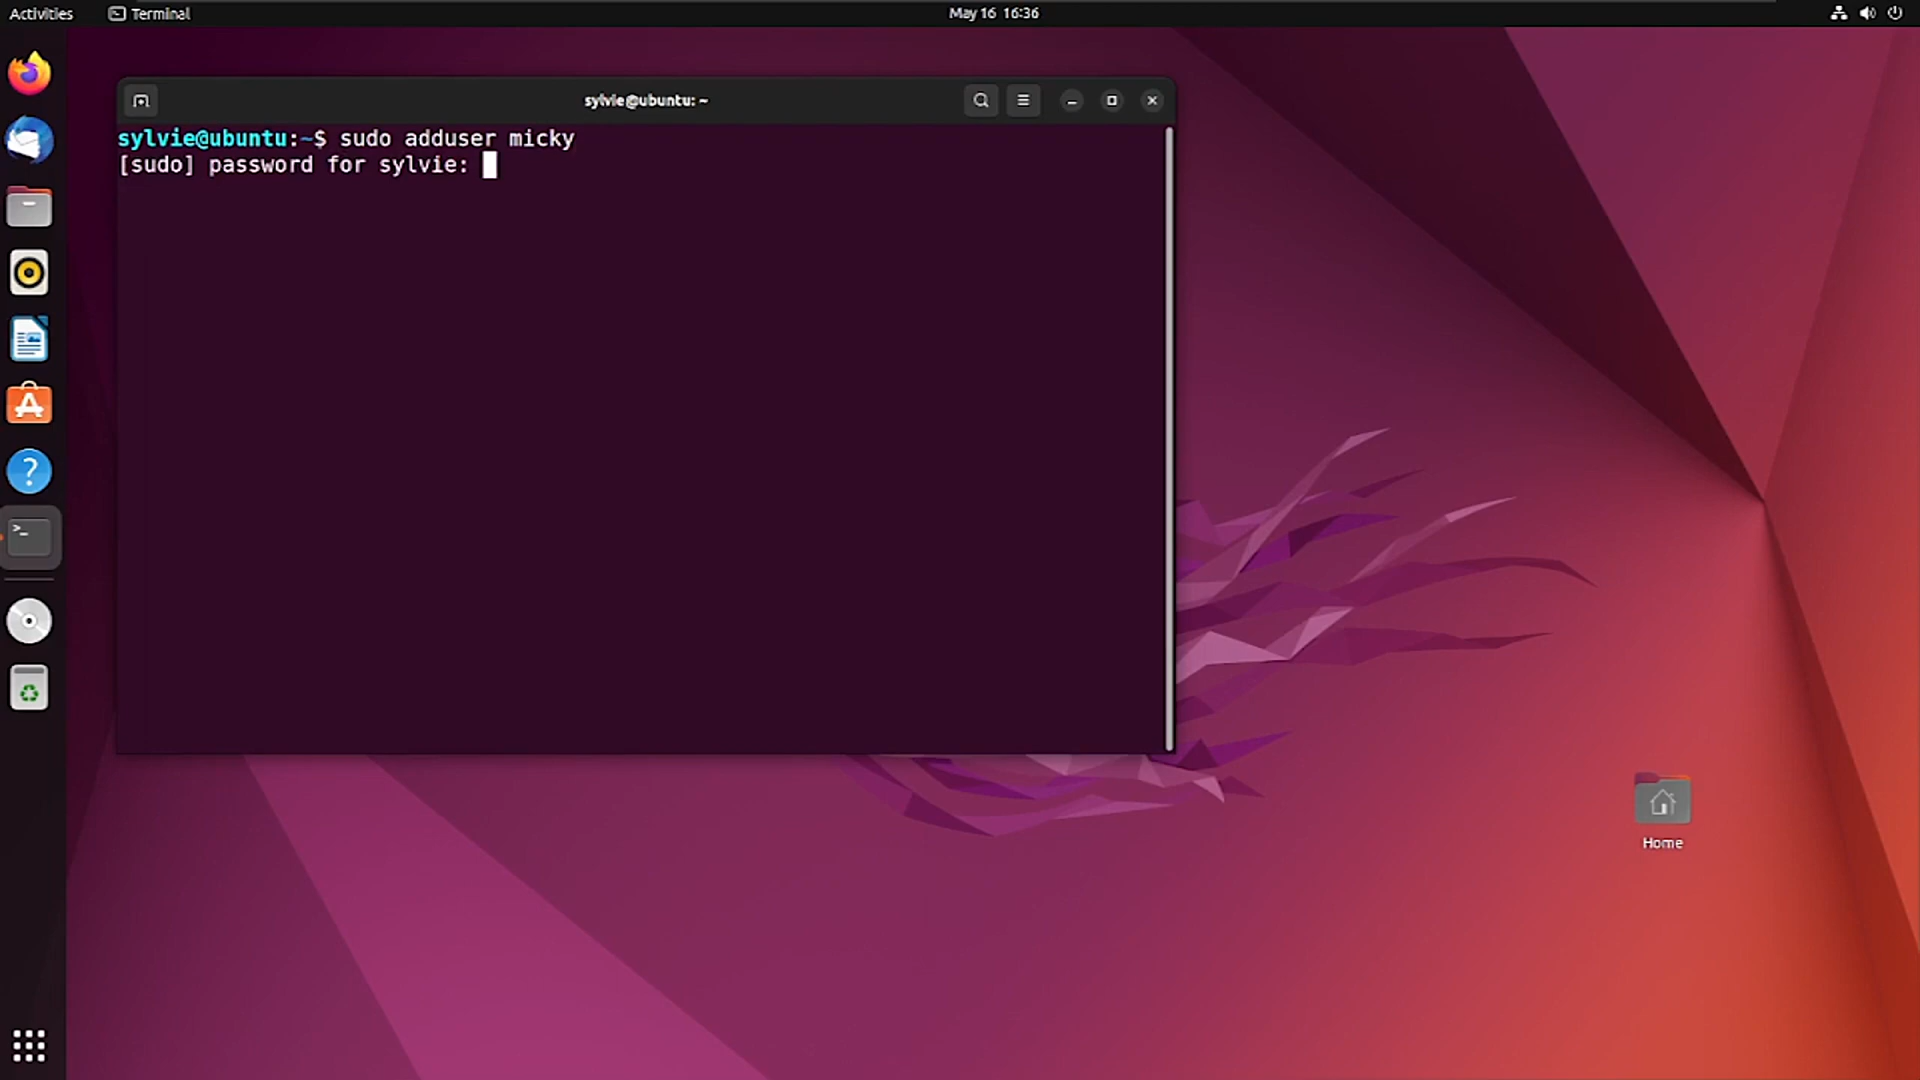 Activities Terminal May 16 16:36
sylvie@ubuntu: ~
sylvie@ubuntu:~$ sudo adduser micky
[sudo] password for sylvie:
Home